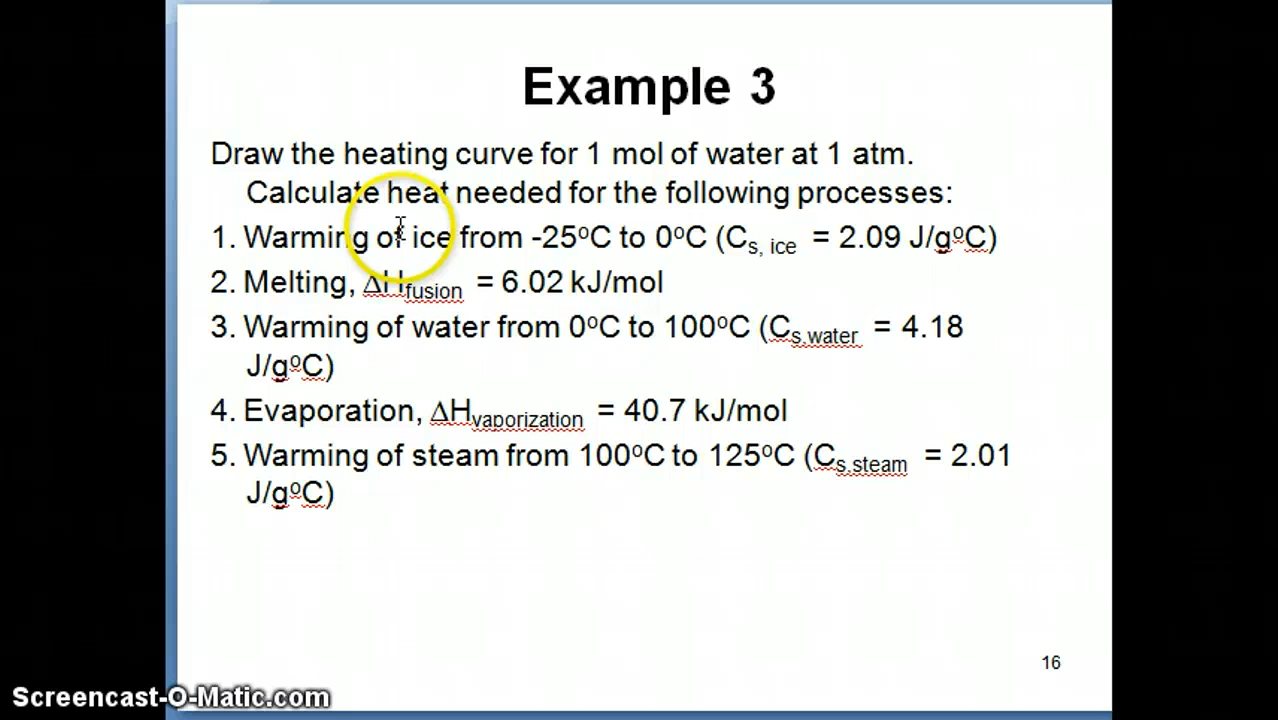 Example 3
Draw the heating curve for 1 mol of water at 1 atm.
Calculate heat needed for the following processes:
1. Warming of ice from -25ºC to 0ºC (Cs, ice = 2.09 J/gºC)
2. Melting, ΔHfusion = 6.02 kJ/mol
3. Warming of water from 0ºC to 100ºC (Cs.water = 4.18
J/gºC)
4. Evaporation, ΔHvaporization = 40.7 kJ/mol
5. Warming of steam from 100ºC to 125ºC (Cs.steam = 2.01
J/gºC)
16
Screencast-O-Matic.com